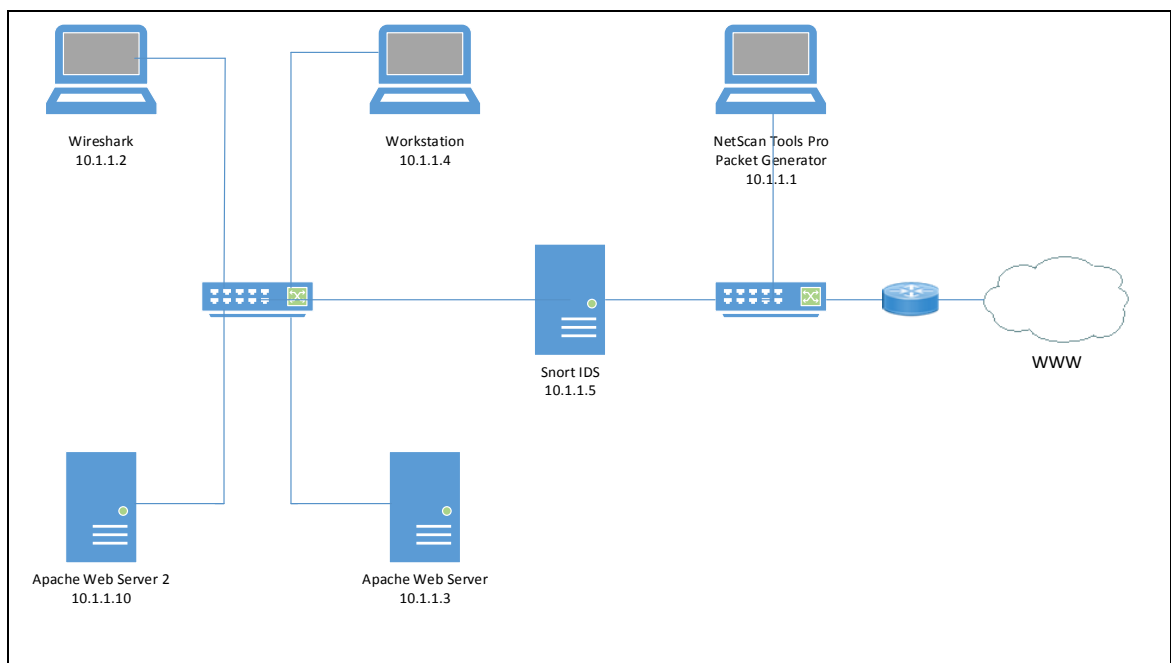 Wireshark
10.1.1.2
Workstation
10.1.1.4
NetScan Tools Pro
Packet Generator
10.1.1.1
Snort IDS
10.1.1.5
WWW
Apache Web Server 2
10.1.1.10
Apache Web Server
10.1.1.3